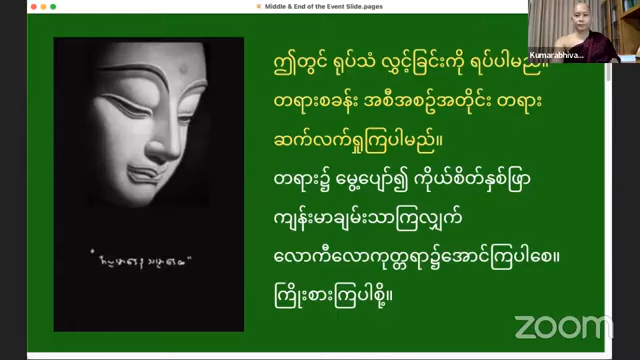 Middle & End of the Event Slide.pages
Kumarabhiva...
ဤတွင် ရုပ်သံ လွှင့်ခြင်းကို ရပ်ပါမည်။
တရားစခန်း အစီအစဥ်အတိုင်း တရား
ဆက်လက်ရှုကြပါမည်။
တရား၌ မွေ့ပျော်၍ ကိုယ်စိတ်နှစ်ဖြာ
ကျန်းမာချမ်းသာကြလျှက်
လောကီလောကုတ္တရာ၌အောင်ကြပါစေ။
ကြိုးစားကြပါစို့။
zoom